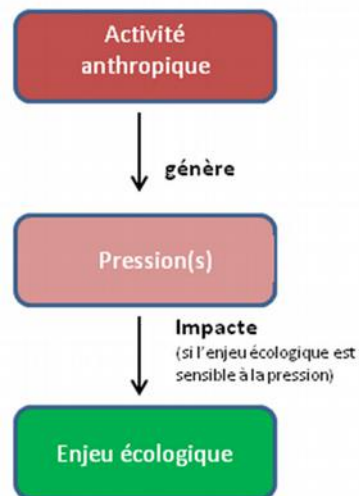 Activité
anthropique
génère
Pression(s)
Impacte
(si l'enjeu écologique est
sensible à la pression)
Enjeu écologique